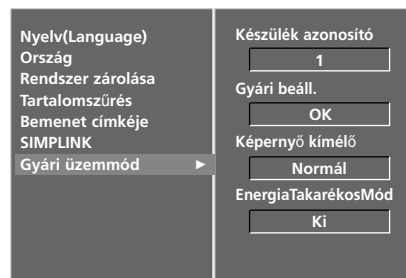 Nyelv(Language)
Ország
Rendszer zárolása
Tartalomszűrés
Bemenet címkéje
SIMPLINK
Gyári üzemmód ►
Készülék azonosító
1
Gyári beáll.
OK
Képernyő kímélő
Normál
EnergiaTakarékosMód
Ki